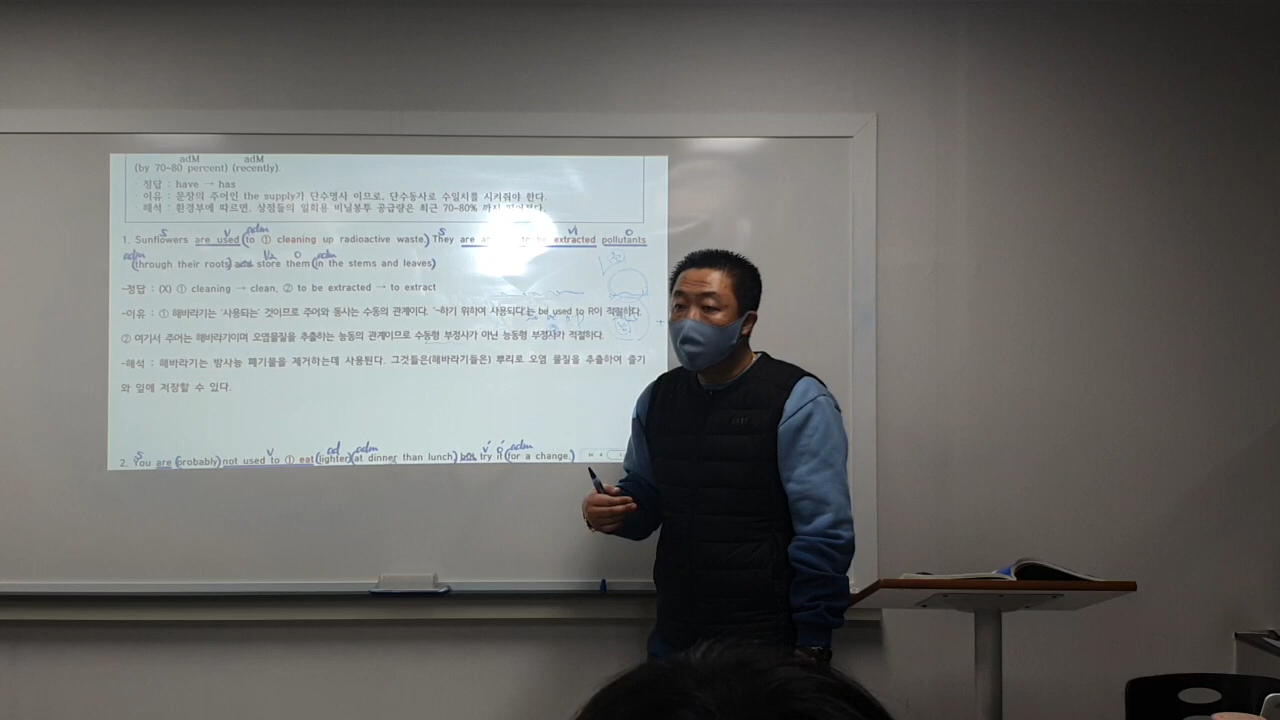 adM adM
(by 70~80 percent) (recently).
· 정답 : have → has
· 이유 : 문장의 주어인 the supply가 단수명사 이므로, 단수동사로 수일치를 시켜줘야 한다.
· 해석 : 환경부에 따르면, 상점들의 일회용 비닐봉투 공급량은 최근 70~80%
S V adm S vi O
1. Sunflowers are used (to ① cleaning up radioactive waste.) They are to be extracted pollutants
adm V2 O adm
(through their roots) and store them (in the stems and leaves)
-정답 : (X) ① cleaning → clean, ② to be extracted → to extract
-이유 : ① 해바라기는 '사용되는' 것이므로 주어와 동사는 수동의 관계이다. '~하기 위하여 사용되다'는 be used to R이 적절하다.
② 여기서 주어는 해바라기이며 오염물질을 추출하는 능동의 관계이므로 수동형 부정사가 아닌 능동형 부정사가 적절하다.
-해석 : 해바라기는 방사능 폐기물을 제거하는데 사용된다. 그것들은(해바라기들은) 뿌리로 오염 물질을 추출하여 줄기
와 잎에 저장할 수 있다.
S V ad adm V O adm
2. You are (probably) not used to ① eat (lighter) (at dinner than lunch) but try it (for a change.)